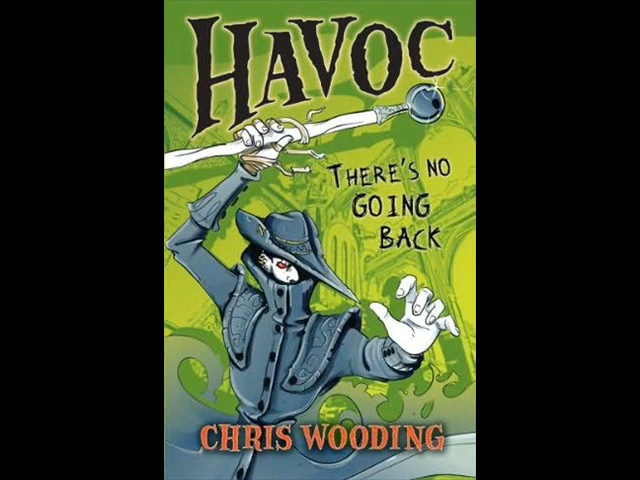 HAVOC
THERE'S NO
GOING
BACK
CHRIS WOODING